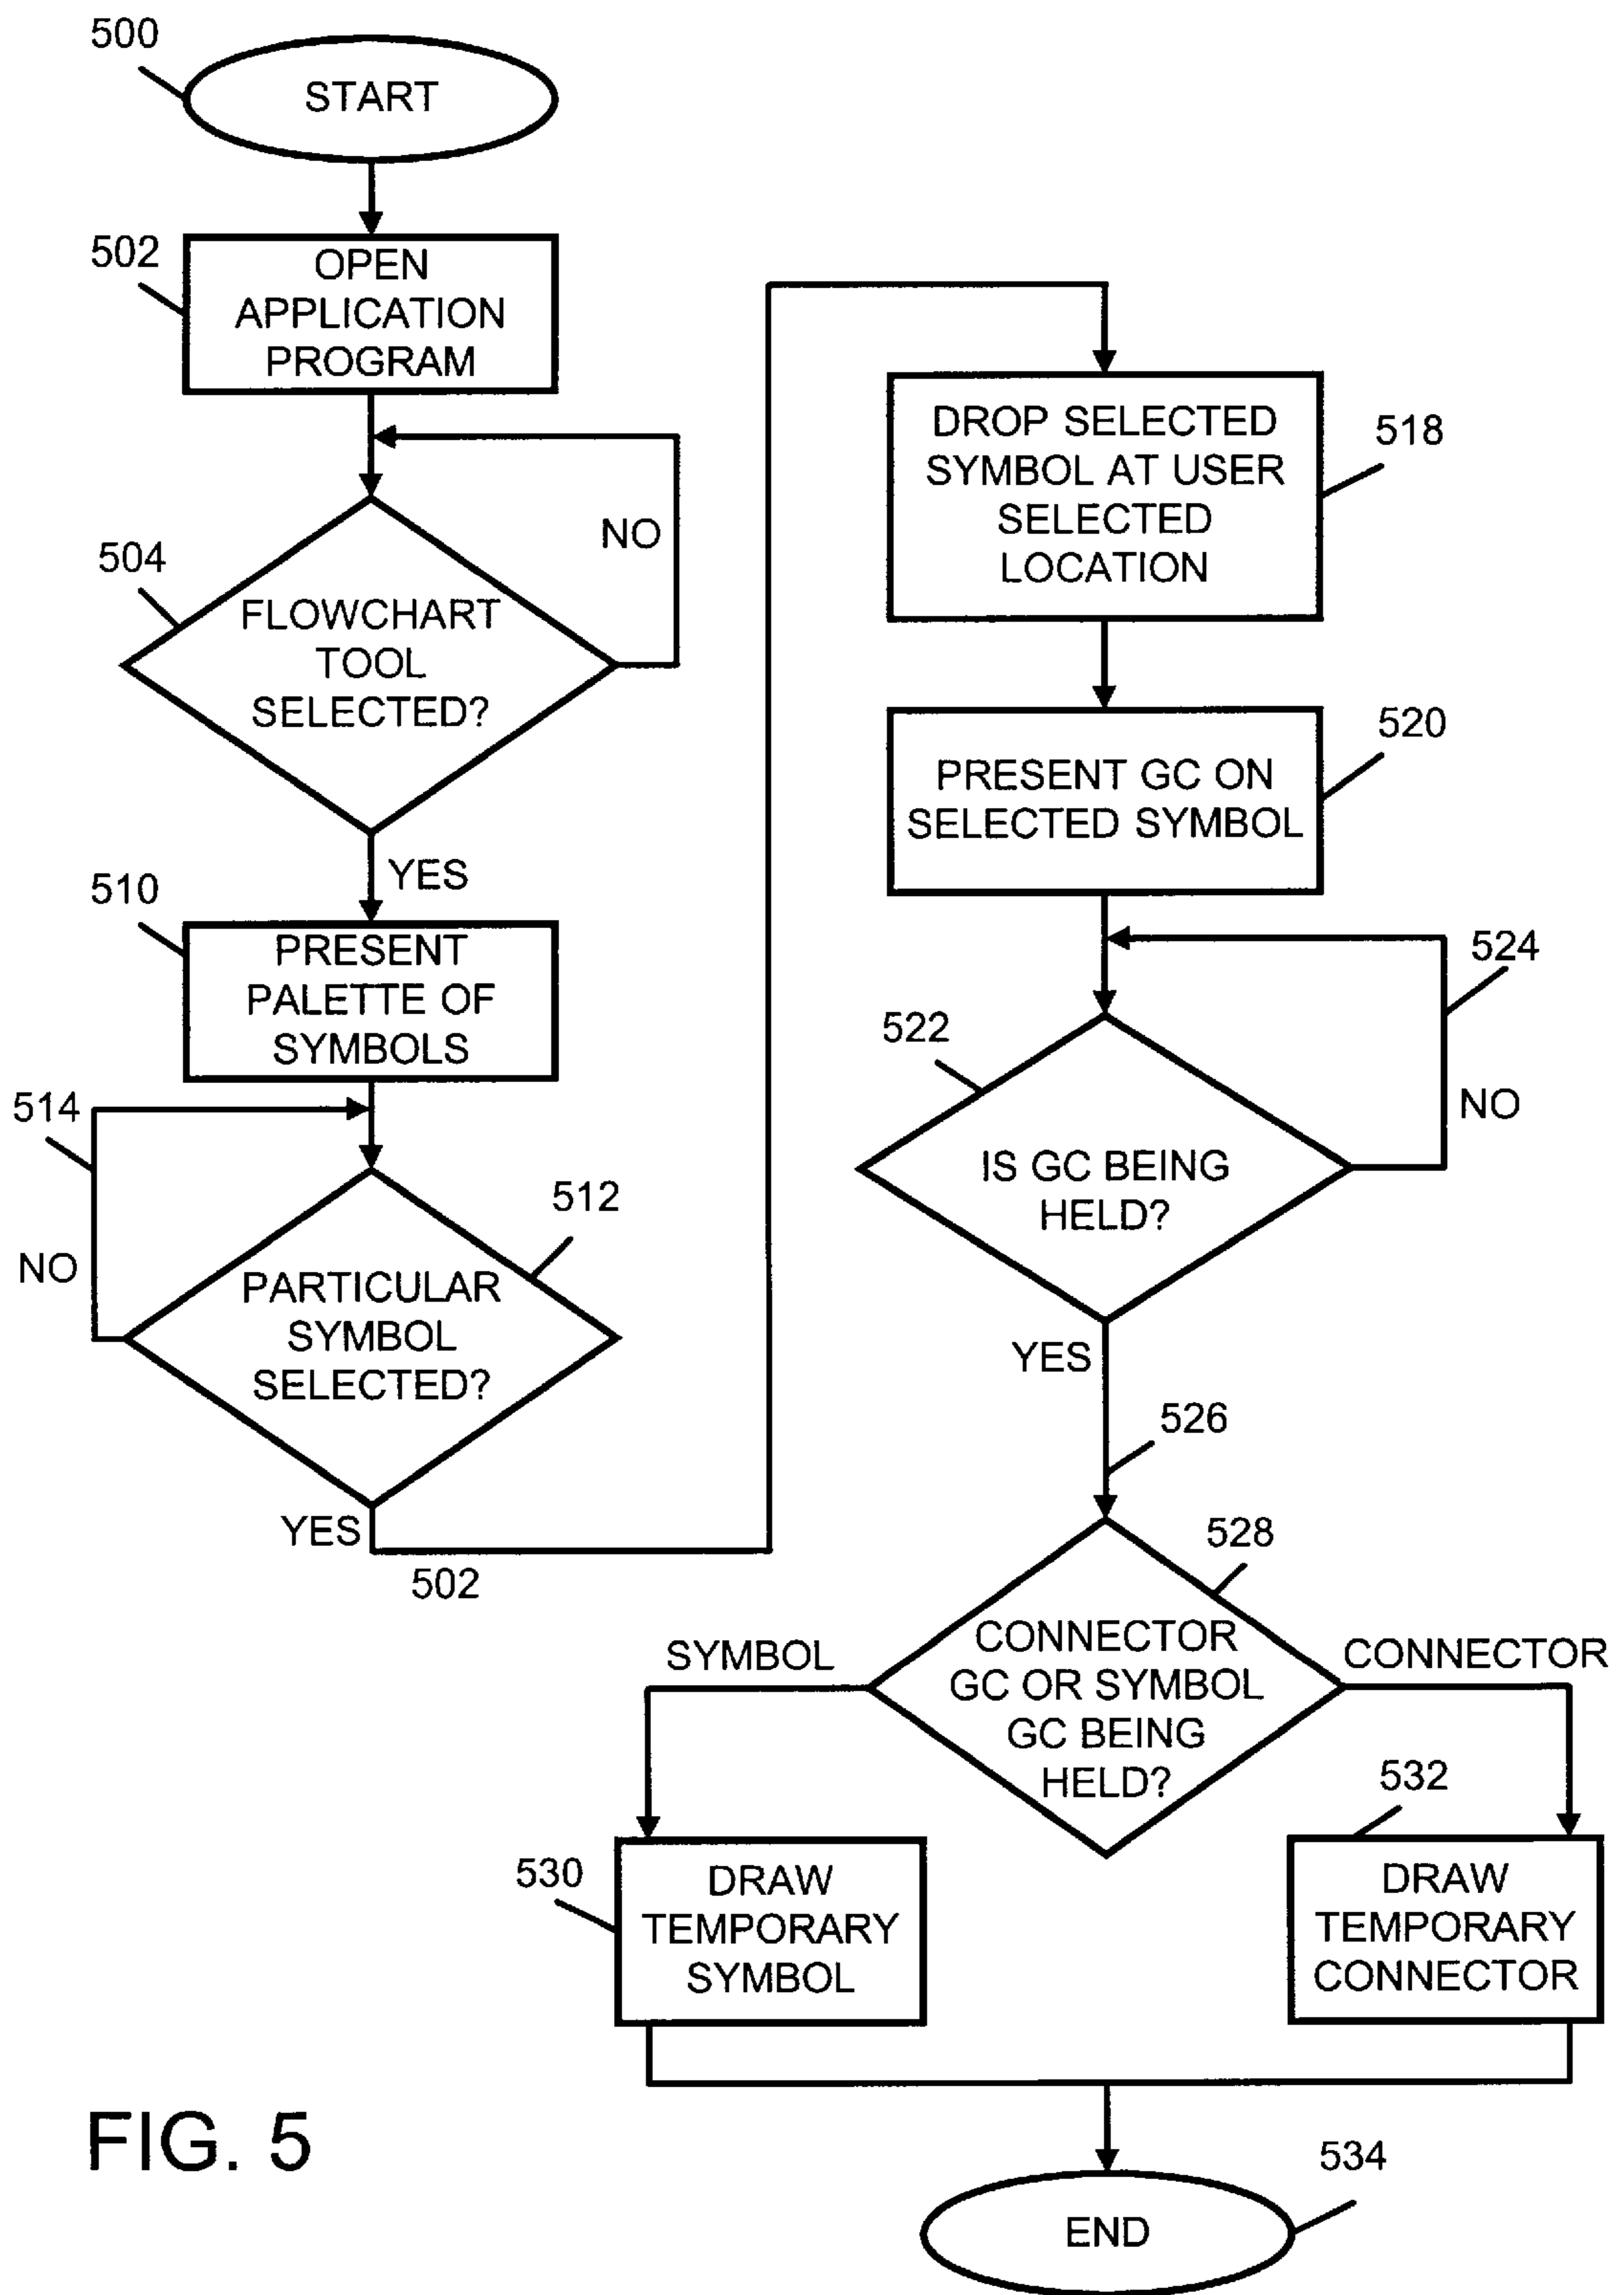 500
START
502
OPEN
APPLICATION
PROGRAM
504
NO
FLOWCHART
TOOL
SELECTED?
YES
510
PRESENT
PALETTE OF
SYMBOLS
514
512
NO
PARTICULAR
SYMBOL
SELECTED?
YES
502
DROP SELECTED
SYMBOL AT USER
SELECTED
LOCATION
518
520
PRESENT GC ON
SELECTED SYMBOL
524
522
NO
IS GC BEING
HELD?
YES
526
528
CONNECTOR
GC OR SYMBOL
GC BEING
HELD?
SYMBOL
CONNECTOR
530
DRAW
TEMPORARY
SYMBOL
532
DRAW
TEMPORARY
CONNECTOR
534
END
FIG. 5